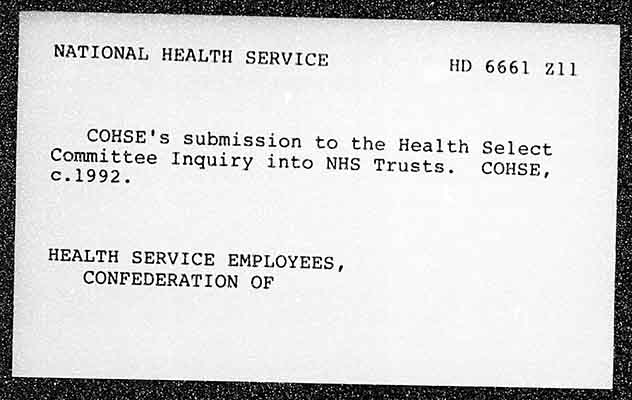 NATIONAL HEALTH SERVICE HD 6661 Z11
COHSE's submission to the Health Select
Committee Inquiry into NHS Trusts. COHSE,
c.1992.
HEALTH SERVICE EMPLOYEES,
CONFEDERATION OF